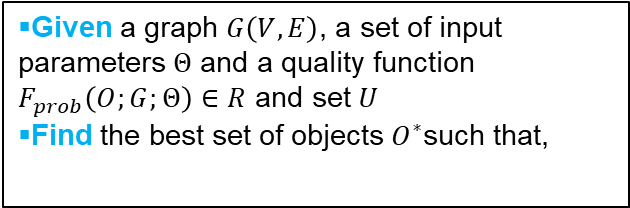 ▪Given a graph 𝐺(𝑉,𝐸), a set of input
parameters Θ and a quality function
𝐹𝑝𝑟𝑜𝑏(𝑂;𝐺;Θ) ∈ 𝑅 and set 𝑈
▪Find the best set of objects 𝑂*such that,